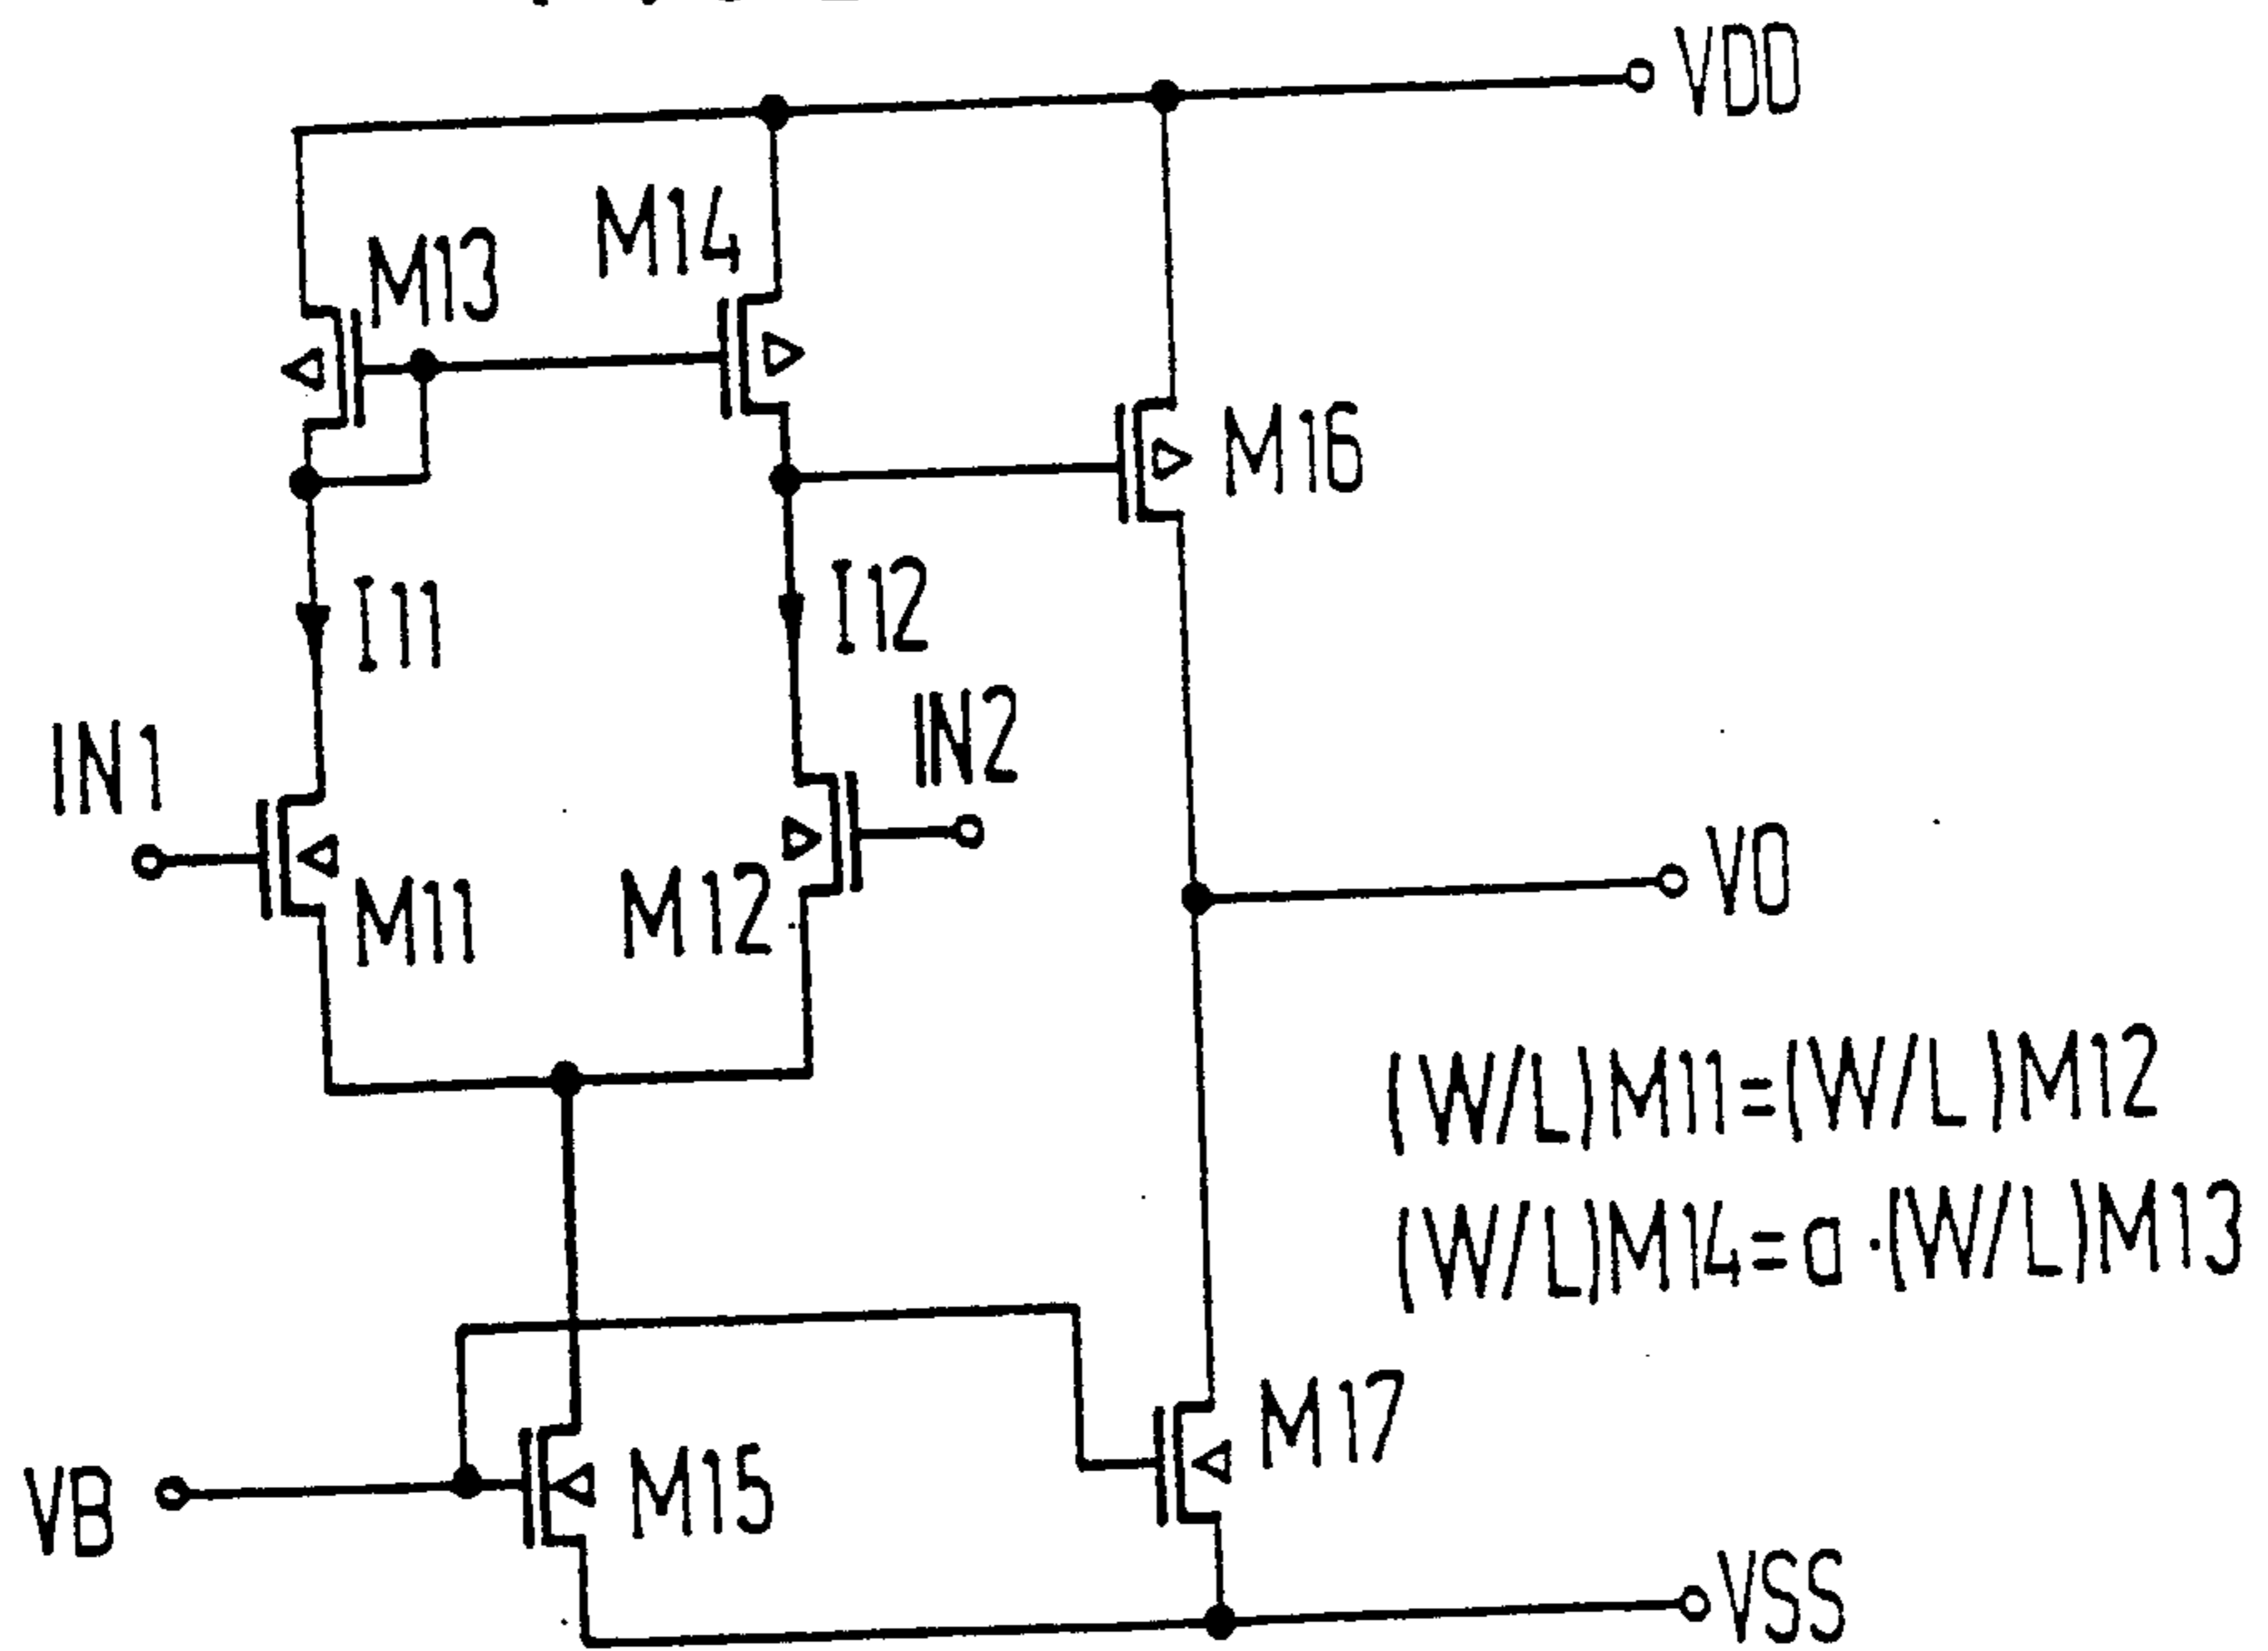 VDD
M14
M13
M16
I11
I12
IN1
IN2
M11
M12
VO
(W/L)M11=(W/L)M12
(W/L)M14=a·(W/L)M13
M17
M15
VB
VSS